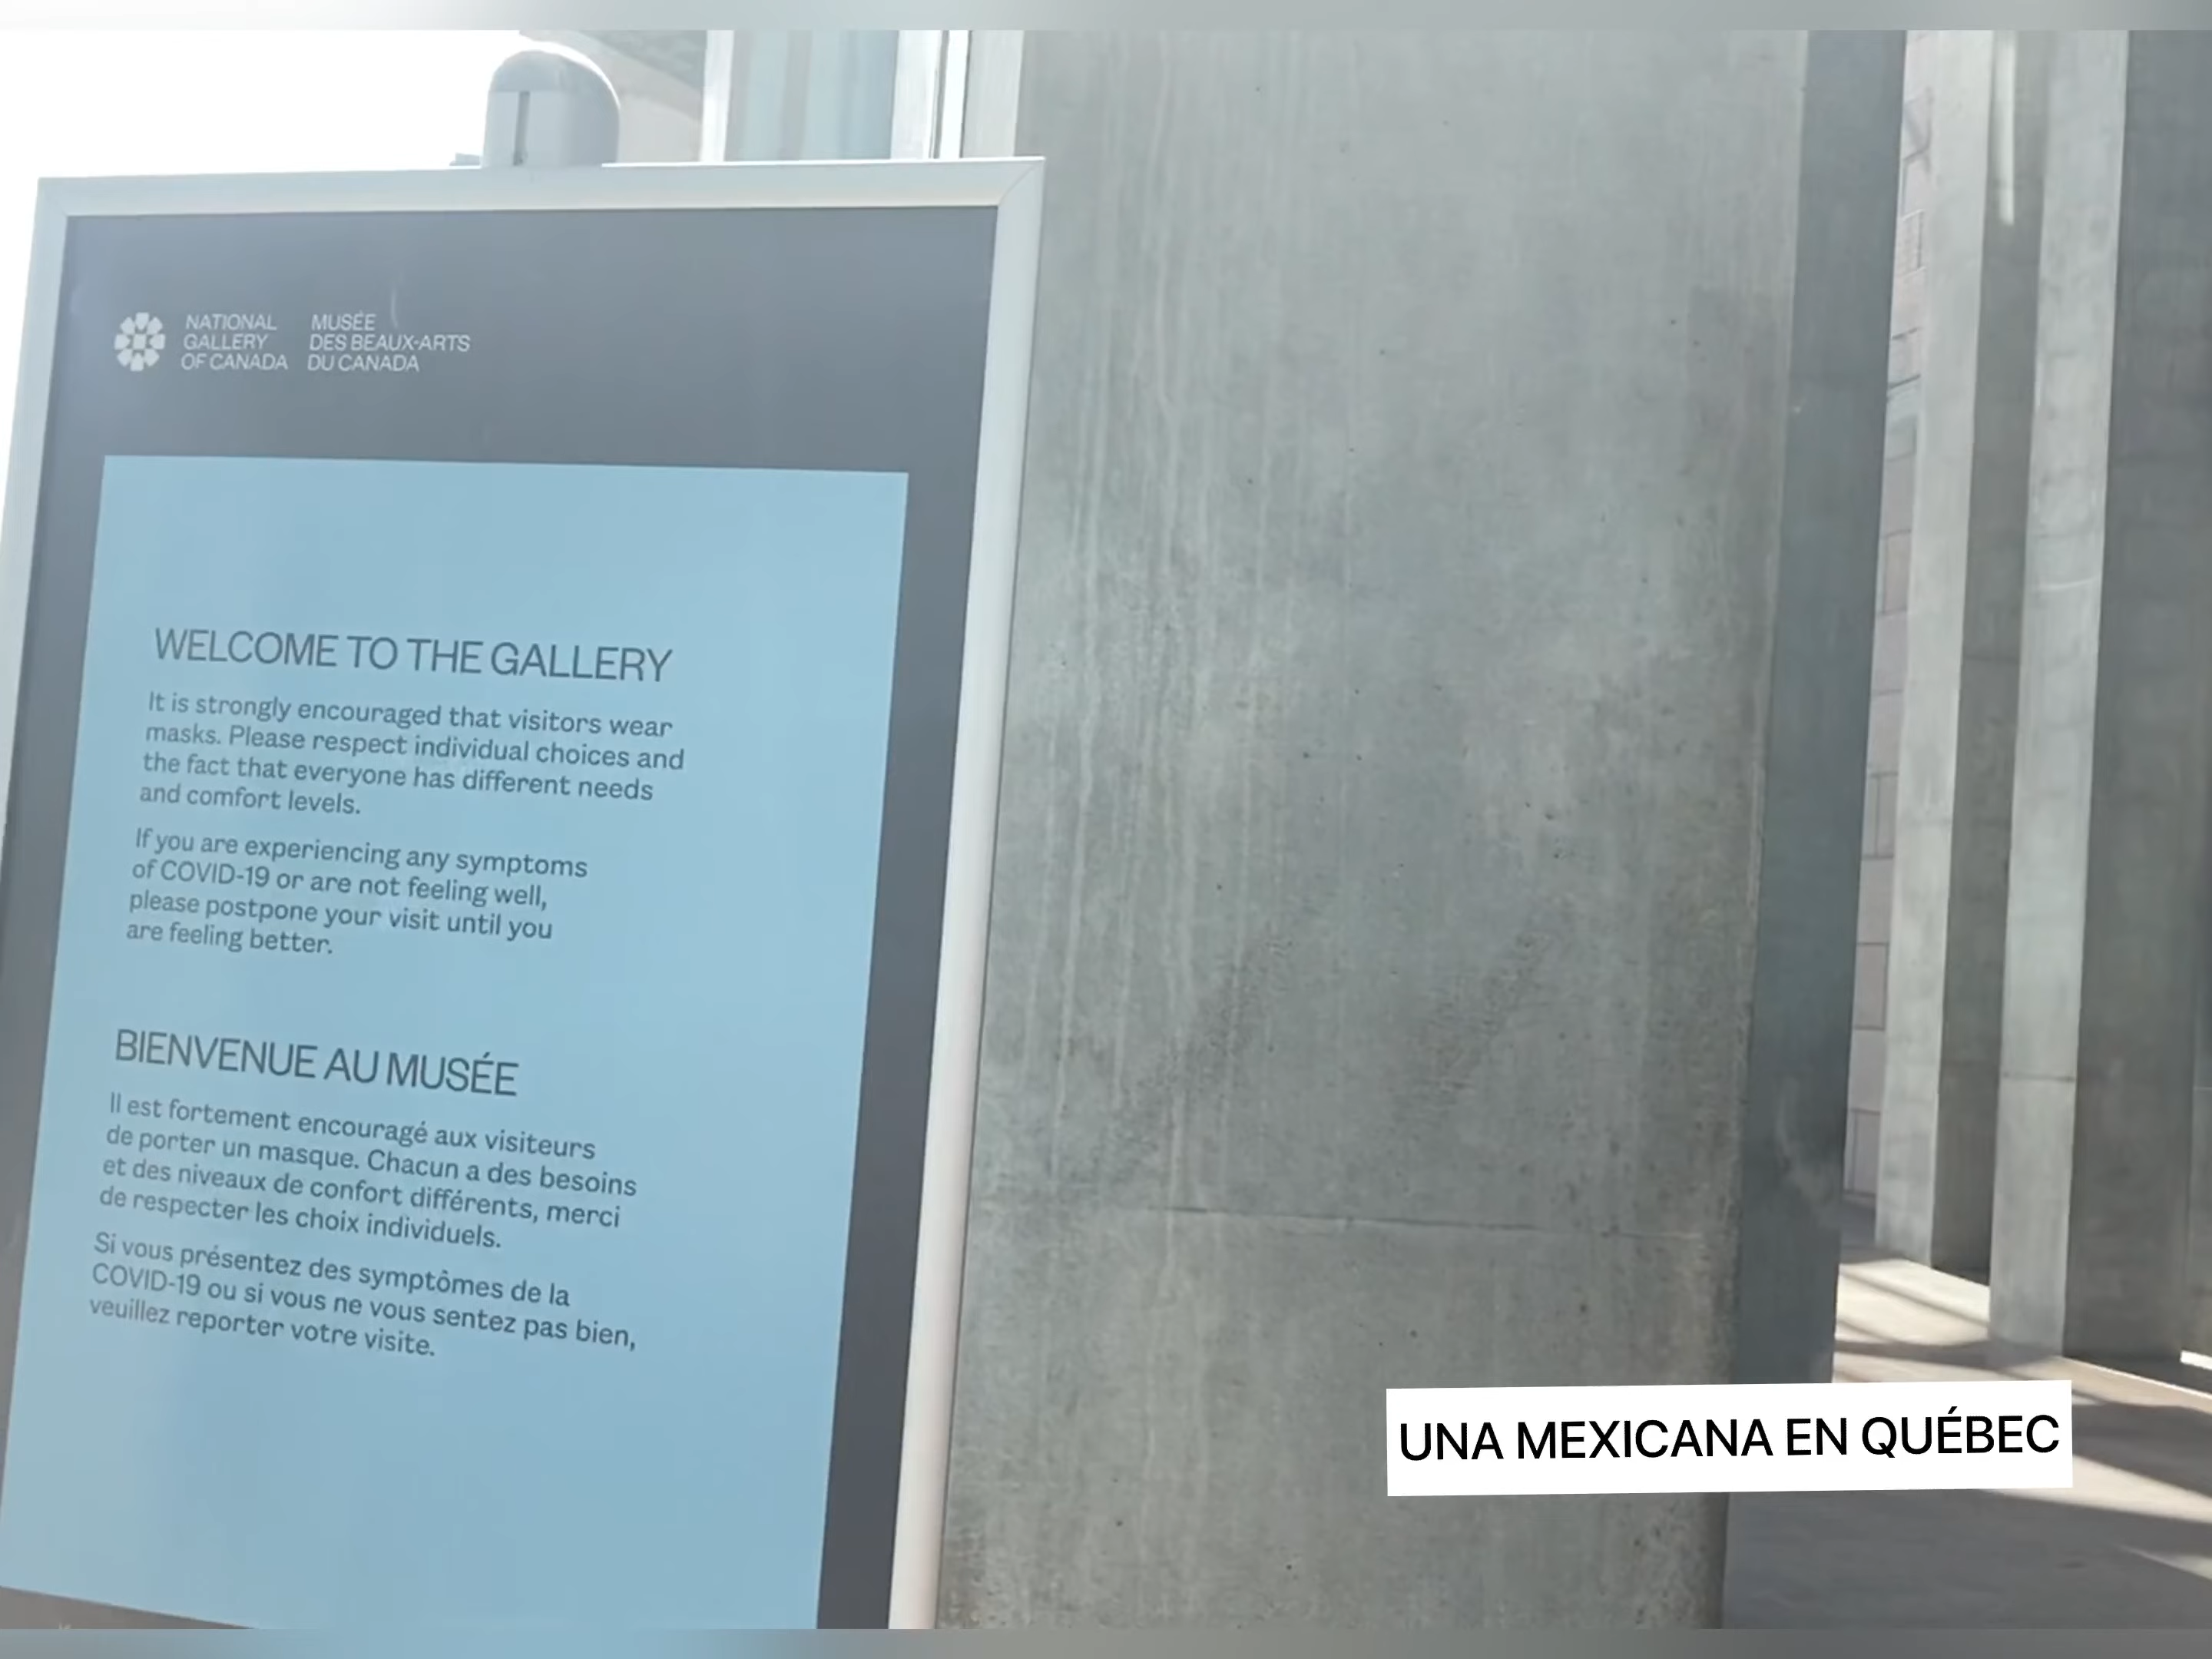 NATIONAL
GALLERY
OF CANADA
MUSÉE
DES BEAUX-ARTS
DU CANADA
WELCOME TO THE GALLERY
It is strongly encouraged that visitors wear
masks. Please respect individual choices and
the fact that everyone has different needs
and comfort levels.
If you are experiencing any symptoms
of COVID-19 or are not feeling well,
please postpone your visit until you
are feeling better.
BIENVENUE AU MUSÉE
Il est fortement encouragé aux visiteurs
de porter un masque. Chacun a des besoins
et des niveaux de confort différents, merci
de respecter les choix individuels.
Si vous présentez des symptômes de la
COVID-19 ou si vous ne vous sentez pas bien,
veuillez reporter votre visite.
UNA MEXICANA EN QUÉBEC